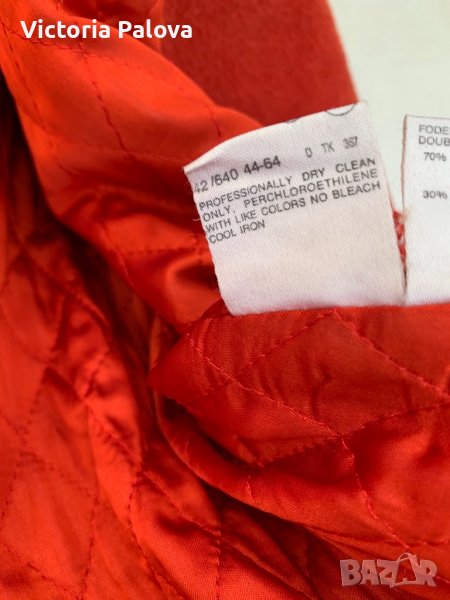 Victoria Palova
42/640 44-64 D TK 367
PROFESSIONALLY DRY CLEAN
ONLY, PERCHLOROETHILENE
WITH LIKE COLORS NO BLEACH
COOL IRON
FODE
DOUB
70%
30%
BAZAR